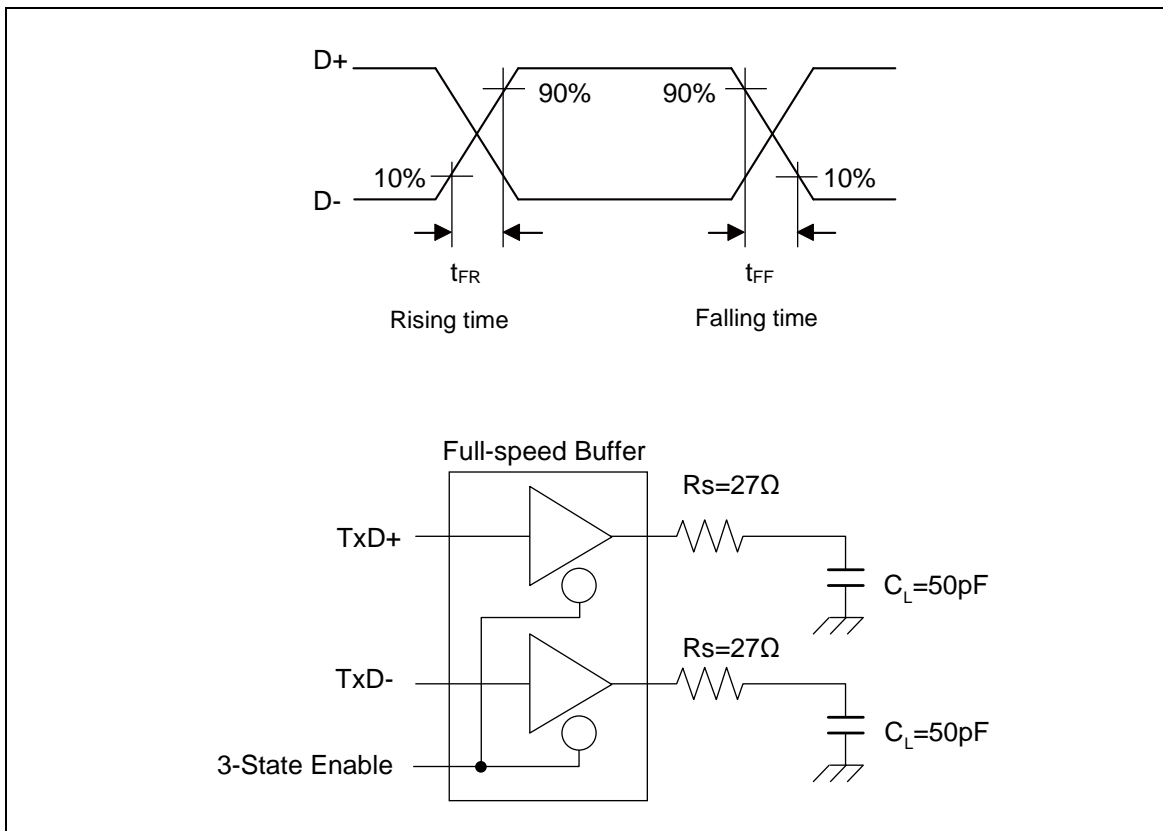 D+
90%
90%
10%
10%
D-
tFR
tFF
Rising time
Falling time
Full-speed Buffer
Rs=27Ω
TxD+
CL=50pF
Rs=27Ω
TxD-
CL=50pF
3-State Enable